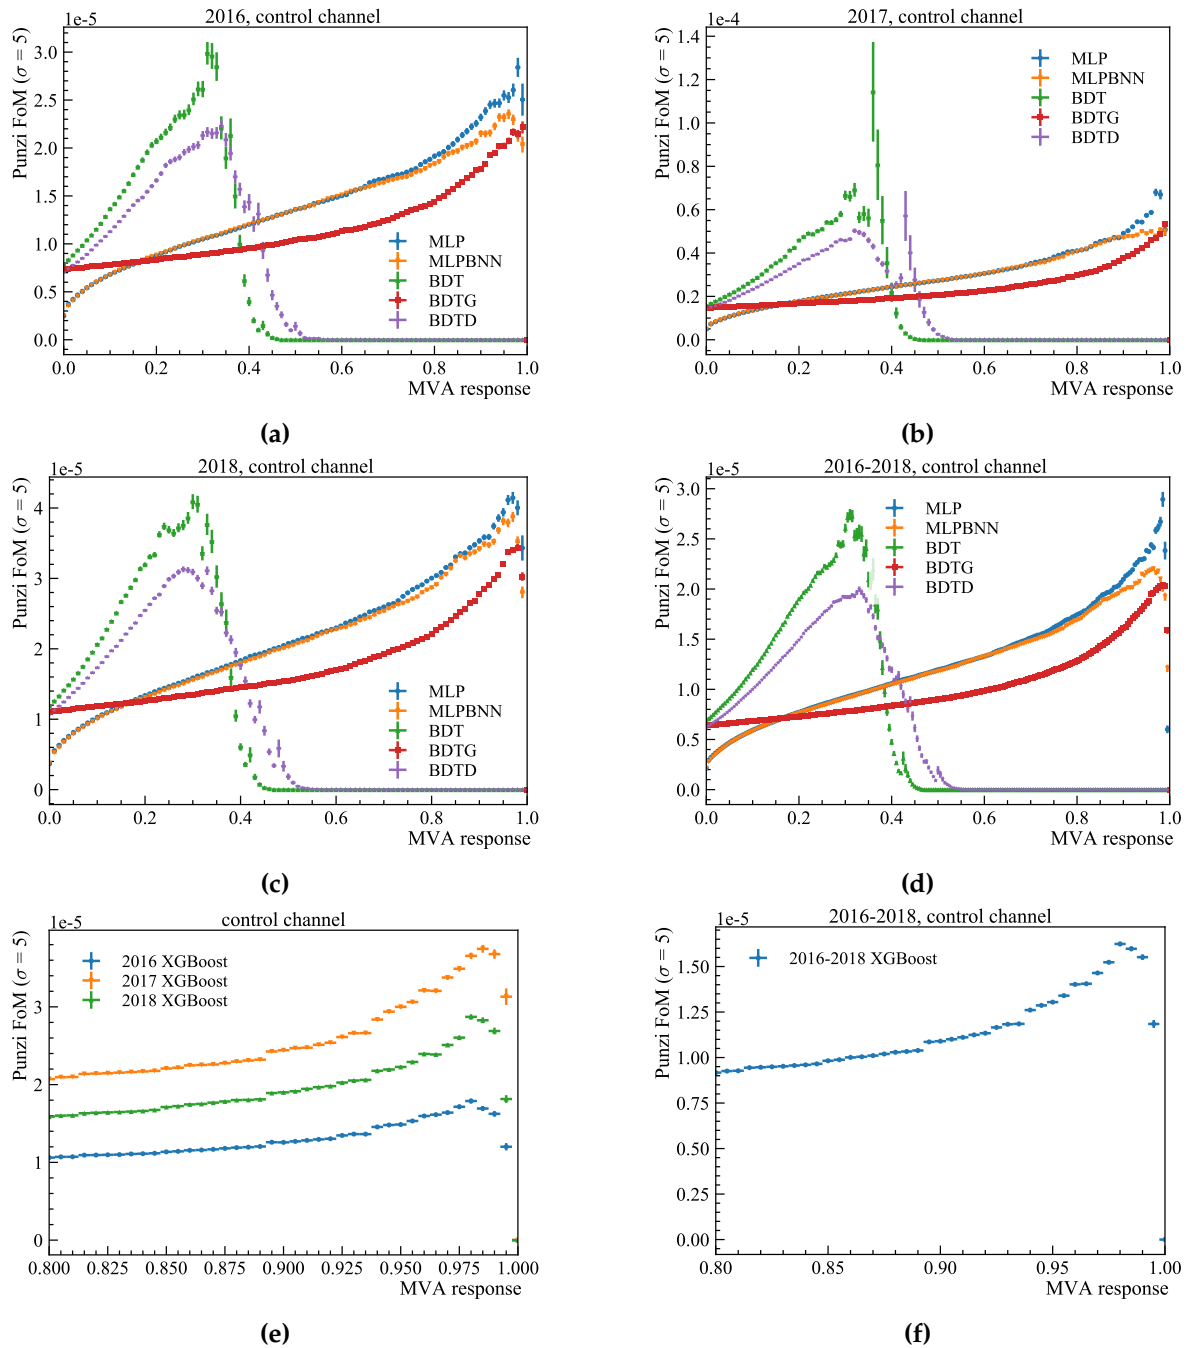 2016, control channel
1e-5
Punzi FoM (σ = 5)
3.0
2.5
2.0
1.5
1.0
0.5
0.0
MLP
MLPBNN
BDT
BDTG
BDTD
0.0 0.2 0.4 0.6 0.8 1.0
MVA response
(a)
2017, control channel
1e-4
Punzi FoM (σ = 5)
1.4
1.2
1.0
0.8
0.6
0.4
0.2
0.0
MLP
MLPBNN
BDT
BDTG
BDTD
0.0 0.2 0.4 0.6 0.8 1.0
MVA response
(b)
2018, control channel
1e-5
Punzi FoM (σ = 5)
4
3
2
1
0
MLP
MLPBNN
BDT
BDTG
BDTD
0.0 0.2 0.4 0.6 0.8 1.0
MVA response
(c)
2016-2018, control channel
1e-5
Punzi FoM (σ = 5)
3.0
2.5
2.0
1.5
1.0
0.5
0.0
MLP
MLPBNN
BDT
BDTG
BDTD
0.0 0.2 0.4 0.6 0.8 1.0
MVA response
(d)
control channel
1e-5
Punzi FoM (σ = 5)
3
2
1
0
2016 XGBoost
2017 XGBoost
2018 XGBoost
0.800 0.825 0.850 0.875 0.900 0.925 0.950 0.975 1.000
MVA response
(e)
2016-2018, control channel
1e-5
Punzi FoM (σ = 5)
1.50
1.25
1.00
0.75
0.50
0.25
0.00
2016-2018 XGBoost
0.80 0.85 0.90 0.95 1.00
MVA response
(f)